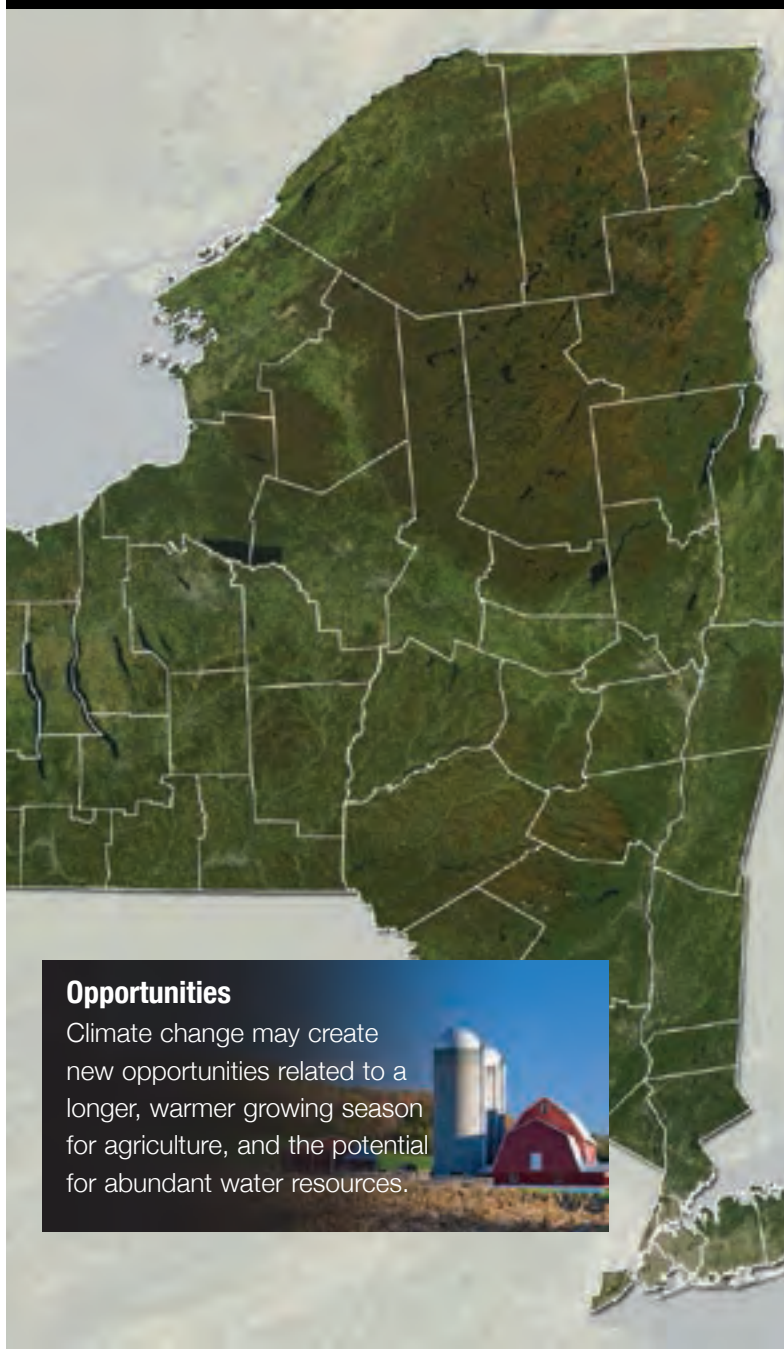 Opportunities
Climate change may create
new opportunities related to a
longer, warmer growing season
for agriculture, and the potential
for abundant water resources.